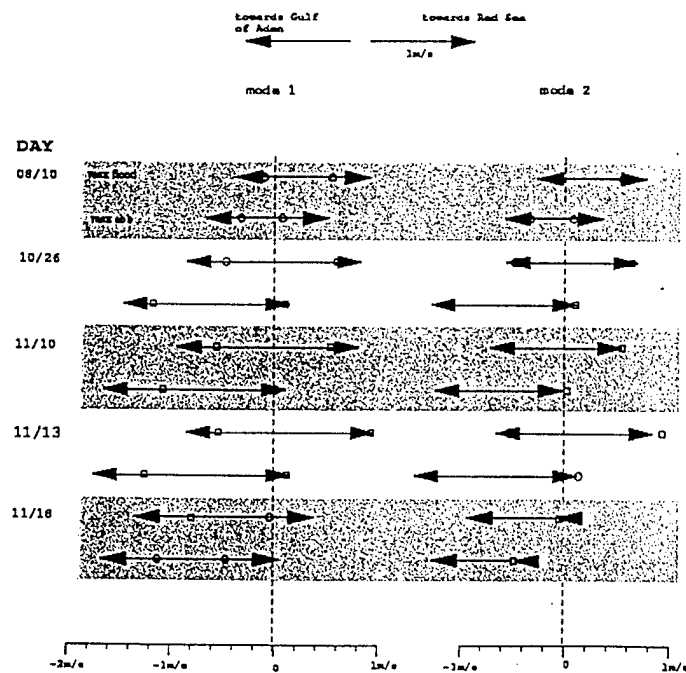 towards Gulf
of Aden
towards Red Sea
1m/s
mode 1
mode 2
DAY
08/10
max flood
max ebb
10/26
11/10
11/13
11/18
-2m/s
-1m/s
0
1m/s
-1m/s
0
1m/s